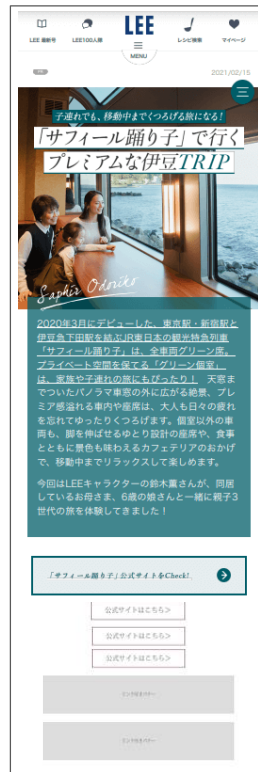 LEE
LEE 最新号
LEE100人隊
MENU
レシピ検索
マイページ
2021/02/15
子連れでも、移動中までくつろげる旅になる!
「サフィール踊り子」で行く
プレミアムな伊豆TRIP
Saphir Odoriko
2020年3月にデビューした、東京駅・新宿駅と
伊豆急下田駅を結ぶJR東日本の観光特急列車
「サフィール踊り子」は、全車両グリーン席。
プライベート空間を保てる「グリーン個室」
は、家族や子連れの旅にもぴったり! 天窓ま
でついたパノラマ車窓の外に広がる絶景、プレ
ミア感溢れる車内や座席は、大人も日々の疲れ
を忘れてゆったりくつろげます。個室以外の車
両も、脚を伸ばせるゆとり設計の座席や、食事
とともに景色も味わえるカフェテリアのおかげ
で、移動中までリラックスして楽しめます。
今回はLEEキャラクターの鈴木薫さんが、同居
しているお母さま、6歳の娘さんと一緒に親子3
世代の旅を体験してきました!
「サフィール踊り子」公式サイトをCheck!
公式サイトはこちら>
公式サイトはこちら>
公式サイトはこちら>
リンク付きバナー
リンク付きバナー